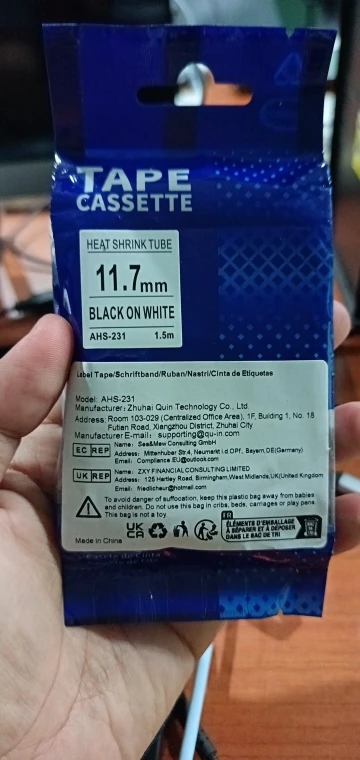 TAPE
CASSETTE
HEAT SHRINK TUBE
11.7mm
BLACK ON WHITE
AHS-231 1.5m
Label Tape/Schriftband/Ruban/Nastri/Cinta de Etiquetas
Model: AHS-231
Manufacturer: Zhuhai Quin Technology Co., Ltd.
Address: Room 103-029 (Centralized Office Area), 1F, Building 1, No. 18
Futian Road, Xiangzhou District, Zhuhai City
Manufacturer E-mail: supporting@qu-in.com
EC REP Name: Sea&Mew Consulting GmbH
Address: Mittenhuber Str.4, Neumarkt i.d OPF, Bayern,DE(Germany)
Email: Compliance.EU@outlook.com
UK REP Name: ZXY FINANCIAL CONSULTING LIMITED
Address: 125 Hartley Road, Birmingham,West Midlands,UK(United Kingdom
Email: friedlicheur@hotmail.com
To avoid danger of suffocation, keep this plastic bag away from babies
and children. Do not use this bag in cribs, beds, carriages or play pens.
This bag is not a toy.
UK
CA
FR
ÉLÉMENTS D'EMBALLAGE
À SÉPARER ET À DÉPOSER
DANS LE BAC DE TRI
Made in China